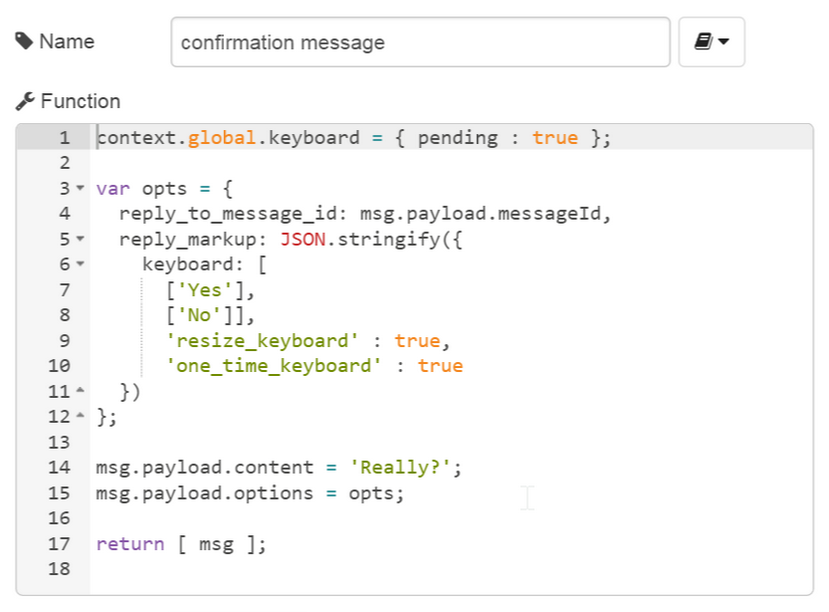 Name
confirmation message
Function
1 context.global.keyboard = { pending : true };
2
3 var opts = {
4   reply_to_message_id: msg.payload.messageId,
5   reply_markup: JSON.stringify({
6     keyboard: [
7       ['Yes'],
8       ['No']],
9       'resize_keyboard' : true,
10       'one_time_keyboard' : true
11   })
12 };
13
14 msg.payload.content = 'Really?';
15 msg.payload.options = opts;
16
17 return [ msg ];
18